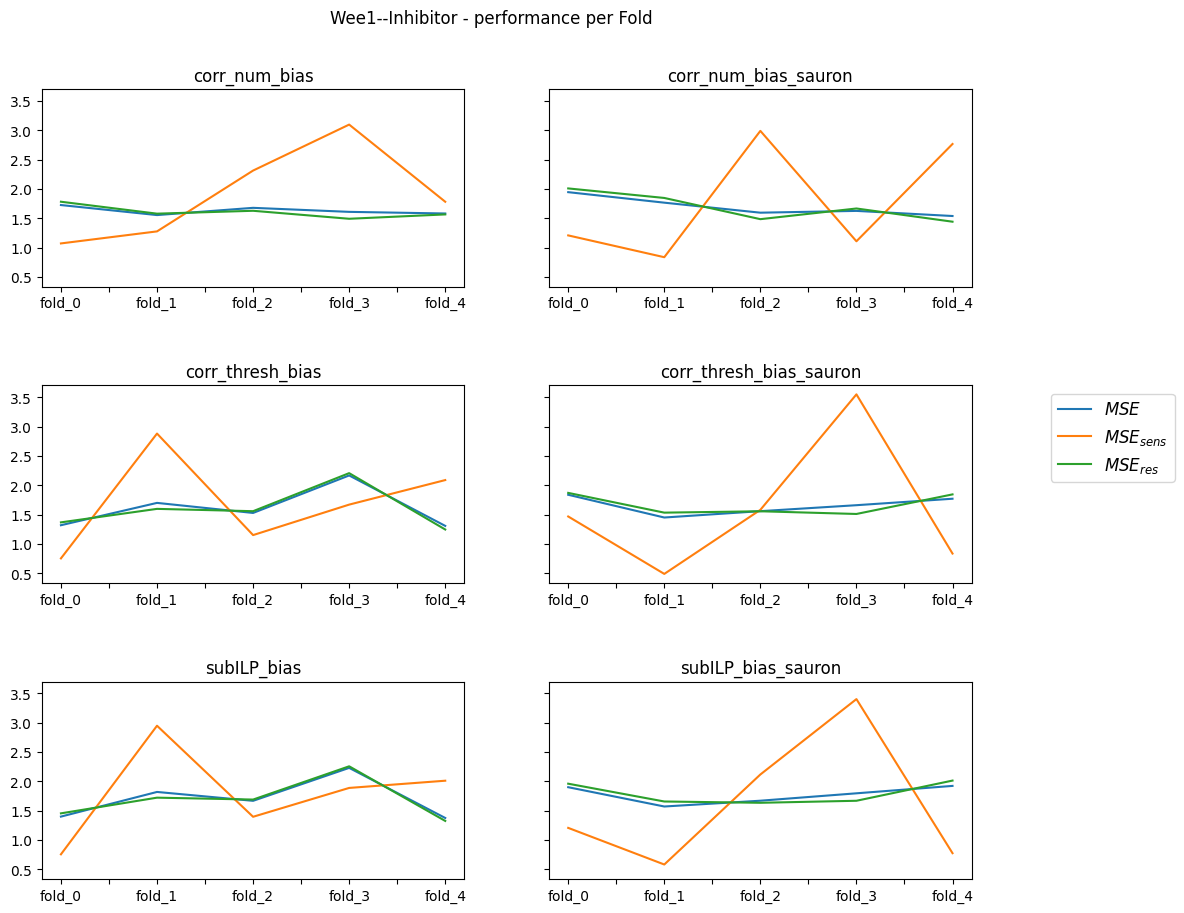 Wee1--Inhibitor - performance per Fold
corr_num_bias
3.5
3.0
2.5
2.0
1.5
1.0
0.5
fold_0 fold_1 fold_2 fold_3 fold_4
corr_num_bias_sauron
fold_0 fold_1 fold_2 fold_3 fold_4
corr_thresh_bias
3.5
3.0
2.5
2.0
1.5
1.0
0.5
fold_0 fold_1 fold_2 fold_3 fold_4
corr_thresh_bias_sauron
fold_0 fold_1 fold_2 fold_3 fold_4
MSE
MSE_sens
MSE_res
subILP_bias
3.5
3.0
2.5
2.0
1.5
1.0
0.5
fold_0 fold_1 fold_2 fold_3 fold_4
subILP_bias_sauron
fold_0 fold_1 fold_2 fold_3 fold_4